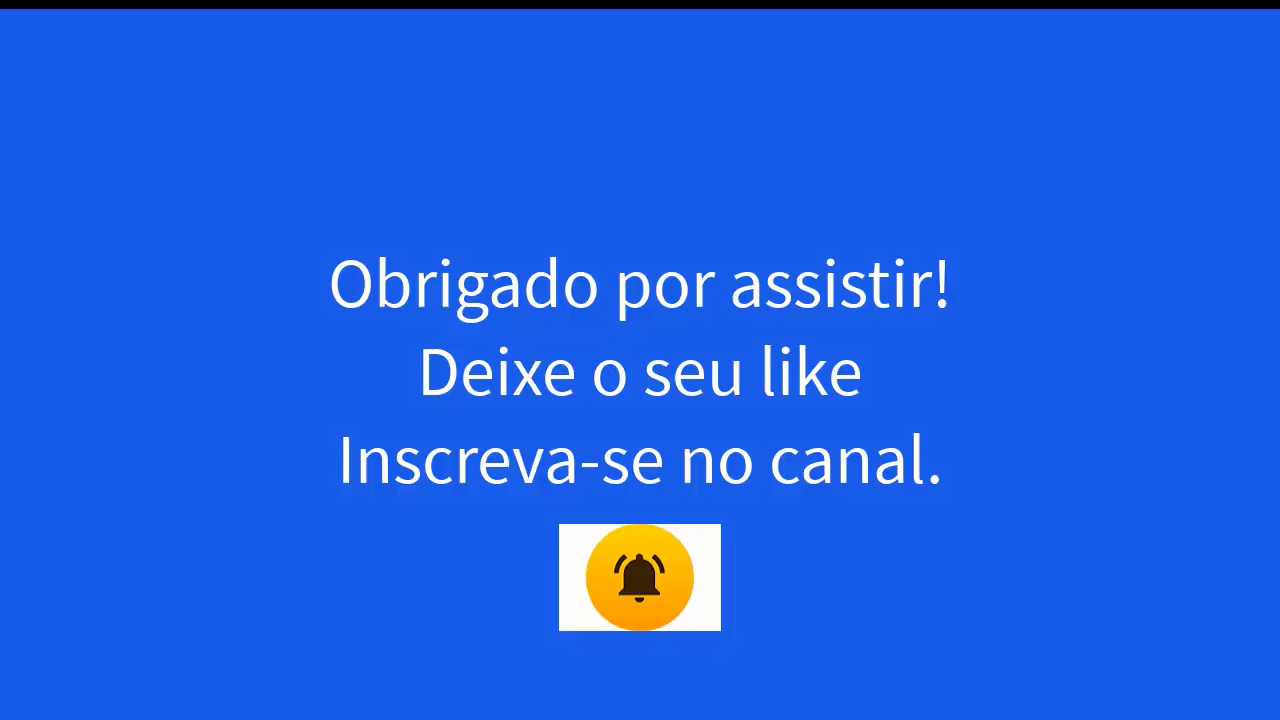 Obrigado por assistir!
Deixe o seu like
Inscreva-se no canal.